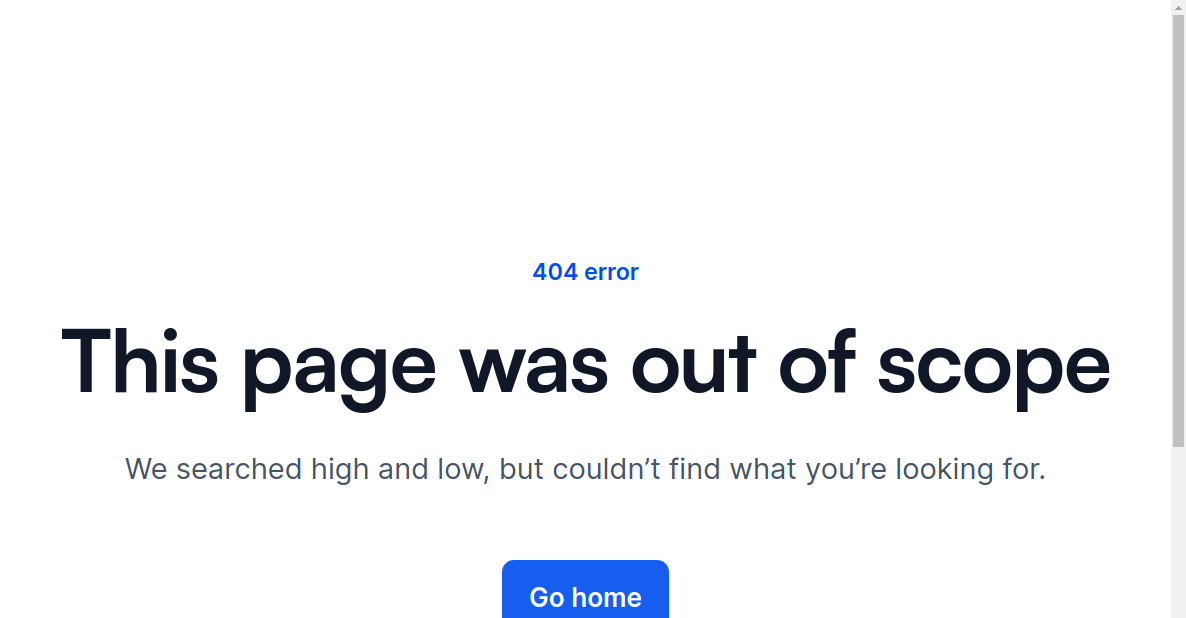 404 error
This page was out of scope
We searched high and low, but couldn’t find what you’re looking for.
Go home